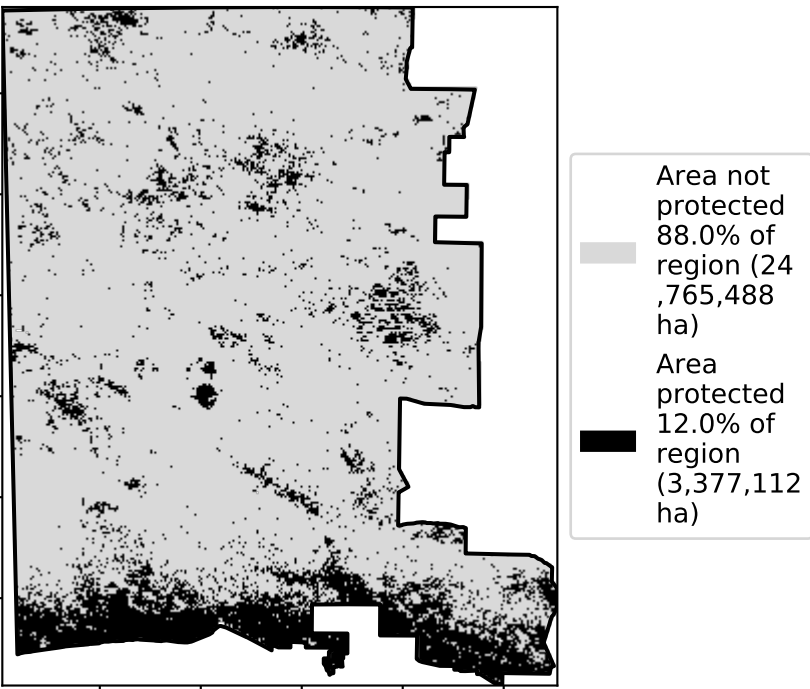 Area not
protected
88.0% of
region (24
,765,488
ha)
Area
protected
12.0% of
region
(3,377,112
ha)